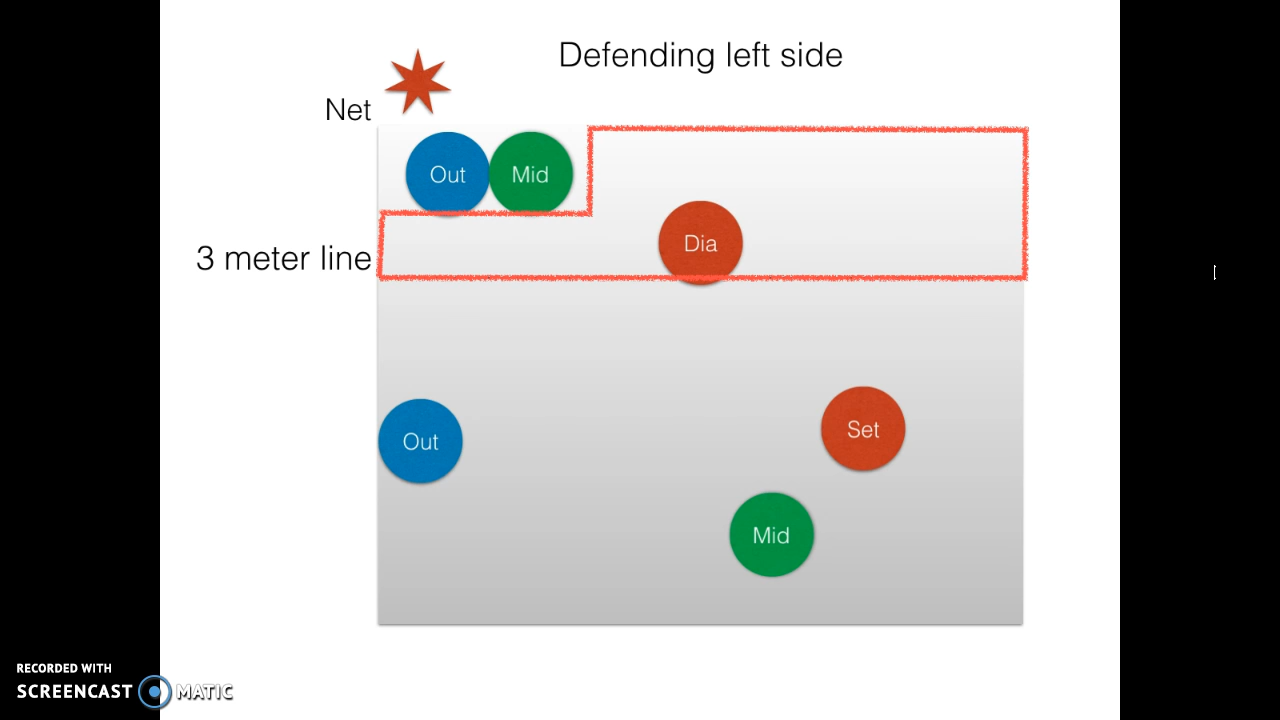 Defending left side
Net
Out Mid
Dia
3 meter line
Set
Out
Mid
RECORDED WITH
SCREENCAST MATIC